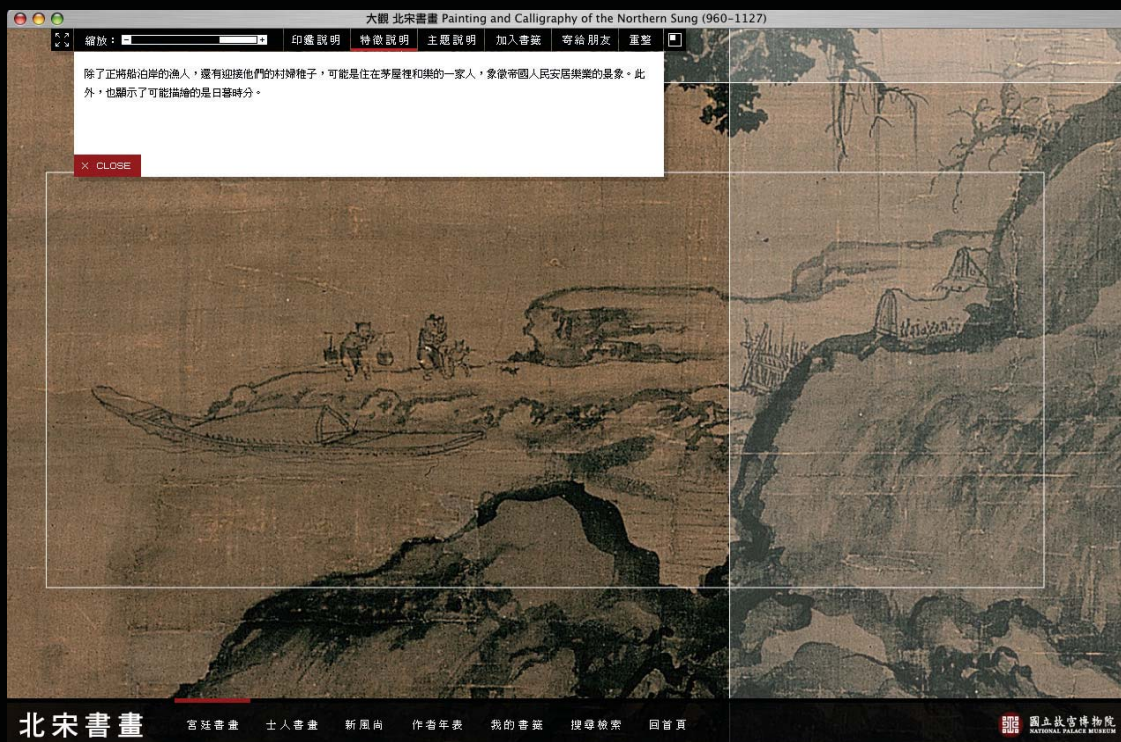 大觀 北宋書畫 Painting and Calligraphy of the Northern Sung (960–1127)
縮放： 印鑑說明 特徵說明 主題說明 加入書籤 寄給朋友 重整
除了正將船泊岸的漁人，還有迎接他們的村婦稚子，可能是住在茅屋裡和樂的一家人，象徵帝國人民安居樂業的景象。此
外，也顯示了可能描繪的是日暮時分。
× CLOSE
北宋書畫 宮廷書畫 士人書畫 新風尚 作者年表 我的書籤 搜尋檢索 回首頁
國立故宮博物院
NATIONAL PALACE MUSEUM